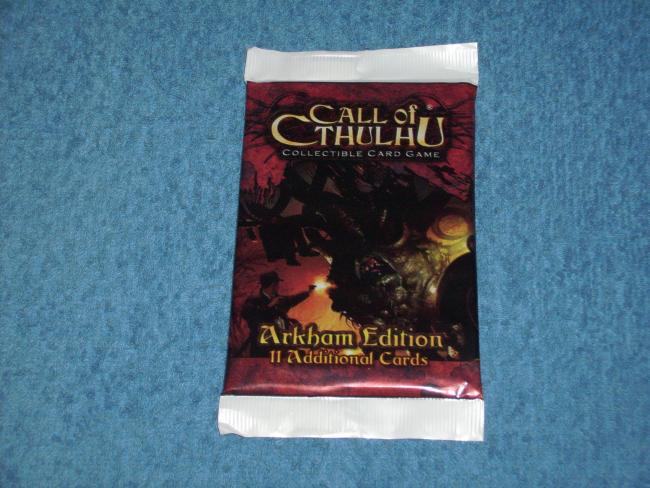 CALL of
CTHULHU®
COLLECTIBLE CARD GAME
Arkham Edition
11 Additional Cards